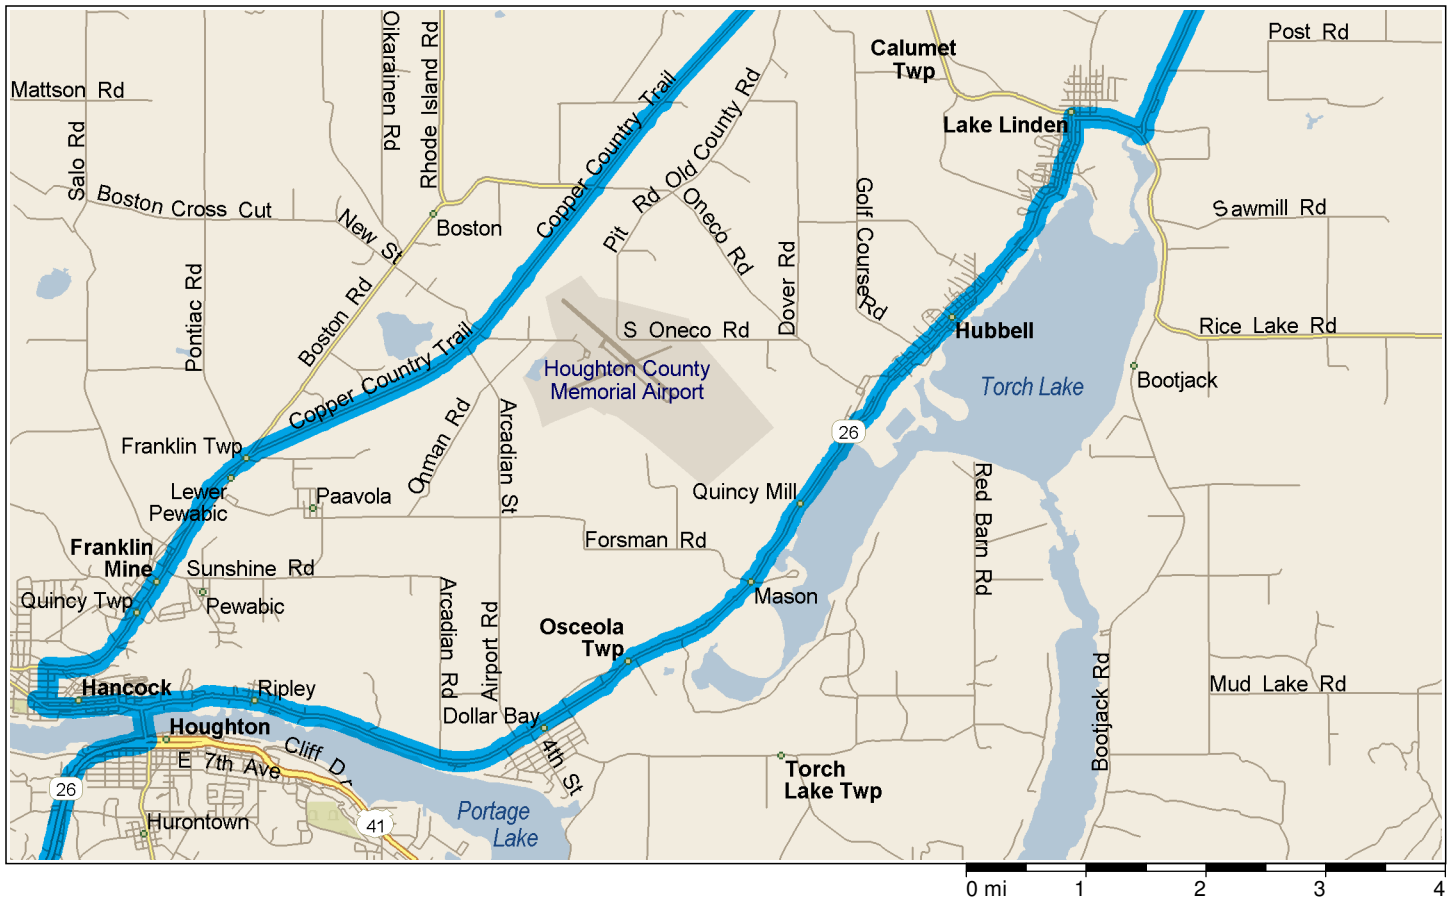 Oikarainen Rd
Rhode Island Rd
Calumet
Twp
Post Rd
Mattson Rd
Salo Rd
Copper Country Trail
Old County Rd
Lake Linden
Boston Cross Cut
New St
Boston
Pit Rd
Oneco Rd
Golf Course Rd
Sawmill Rd
Pontiac Rd
Boston Rd
Dover Rd
S Oneco Rd
Hubbell
Rice Lake Rd
Copper Country Trail
Houghton County
Memorial Airport
Torch Lake
Bootjack
Franklin Twp
Ohman Rd
Arcadian St
26
Lewer
Pewabic
Paavola
Quincy Mill
Red Barn Rd
Franklin
Mine
Sunshine Rd
Forsman Rd
Quincy Twp
Pewabic
Arcadian Rd
Airport Rd
Mason
Osceola
Twp
Hancock
Ripley
Bootjack Rd
Mud Lake Rd
Dollar Bay
Houghton
E 7th Ave
Cliff Dr
4th St
Torch
Lake Twp
26
Hurontown
41
Portage
Lake
0 mi 1 2 3 4